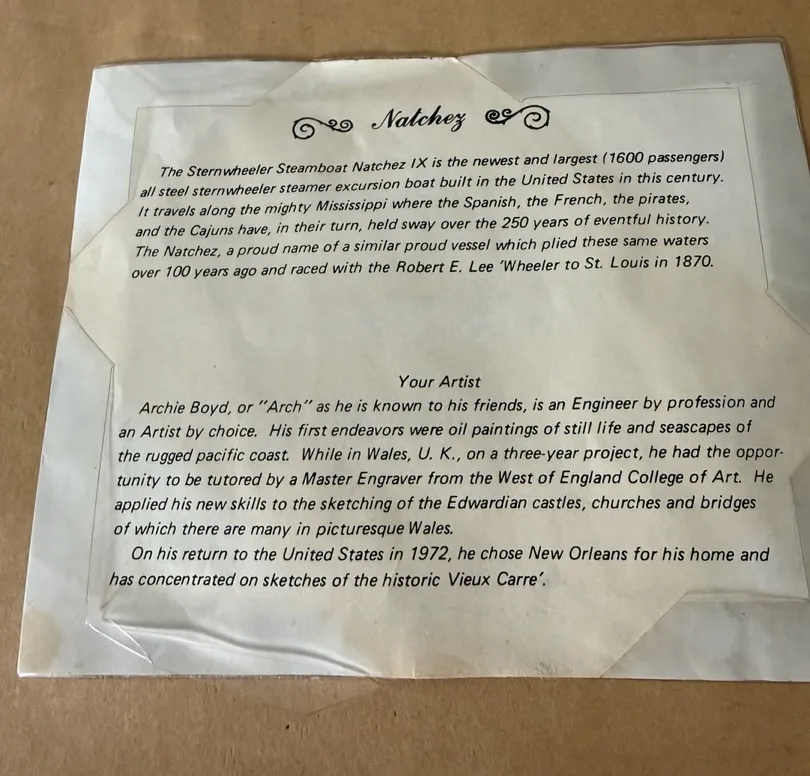 Natchez
The Sternwheeler Steamboat Natchez IX is the newest and largest (1600 passengers)
all steel sternwheeler steamer excursion boat built in the United States in this century.
It travels along the mighty Mississippi where the Spanish, the French, the pirates,
and the Cajuns have, in their turn, held sway over the 250 years of eventful history.
The Natchez, a proud name of a similar proud vessel which plied these same waters
over 100 years ago and raced with the Robert E. Lee 'Wheeler to St. Louis in 1870.
Your Artist
Archie Boyd, or "Arch" as he is known to his friends, is an Engineer by profession and
an Artist by choice. His first endeavors were oil paintings of still life and seascapes of
the rugged pacific coast. While in Wales, U. K., on a three-year project, he had the oppor-
tunity to be tutored by a Master Engraver from the West of England College of Art. He
applied his new skills to the sketching of the Edwardian castles, churches and bridges
of which there are many in picturesque Wales.
On his return to the United States in 1972, he chose New Orleans for his home and
has concentrated on sketches of the historic Vieux Carre'.